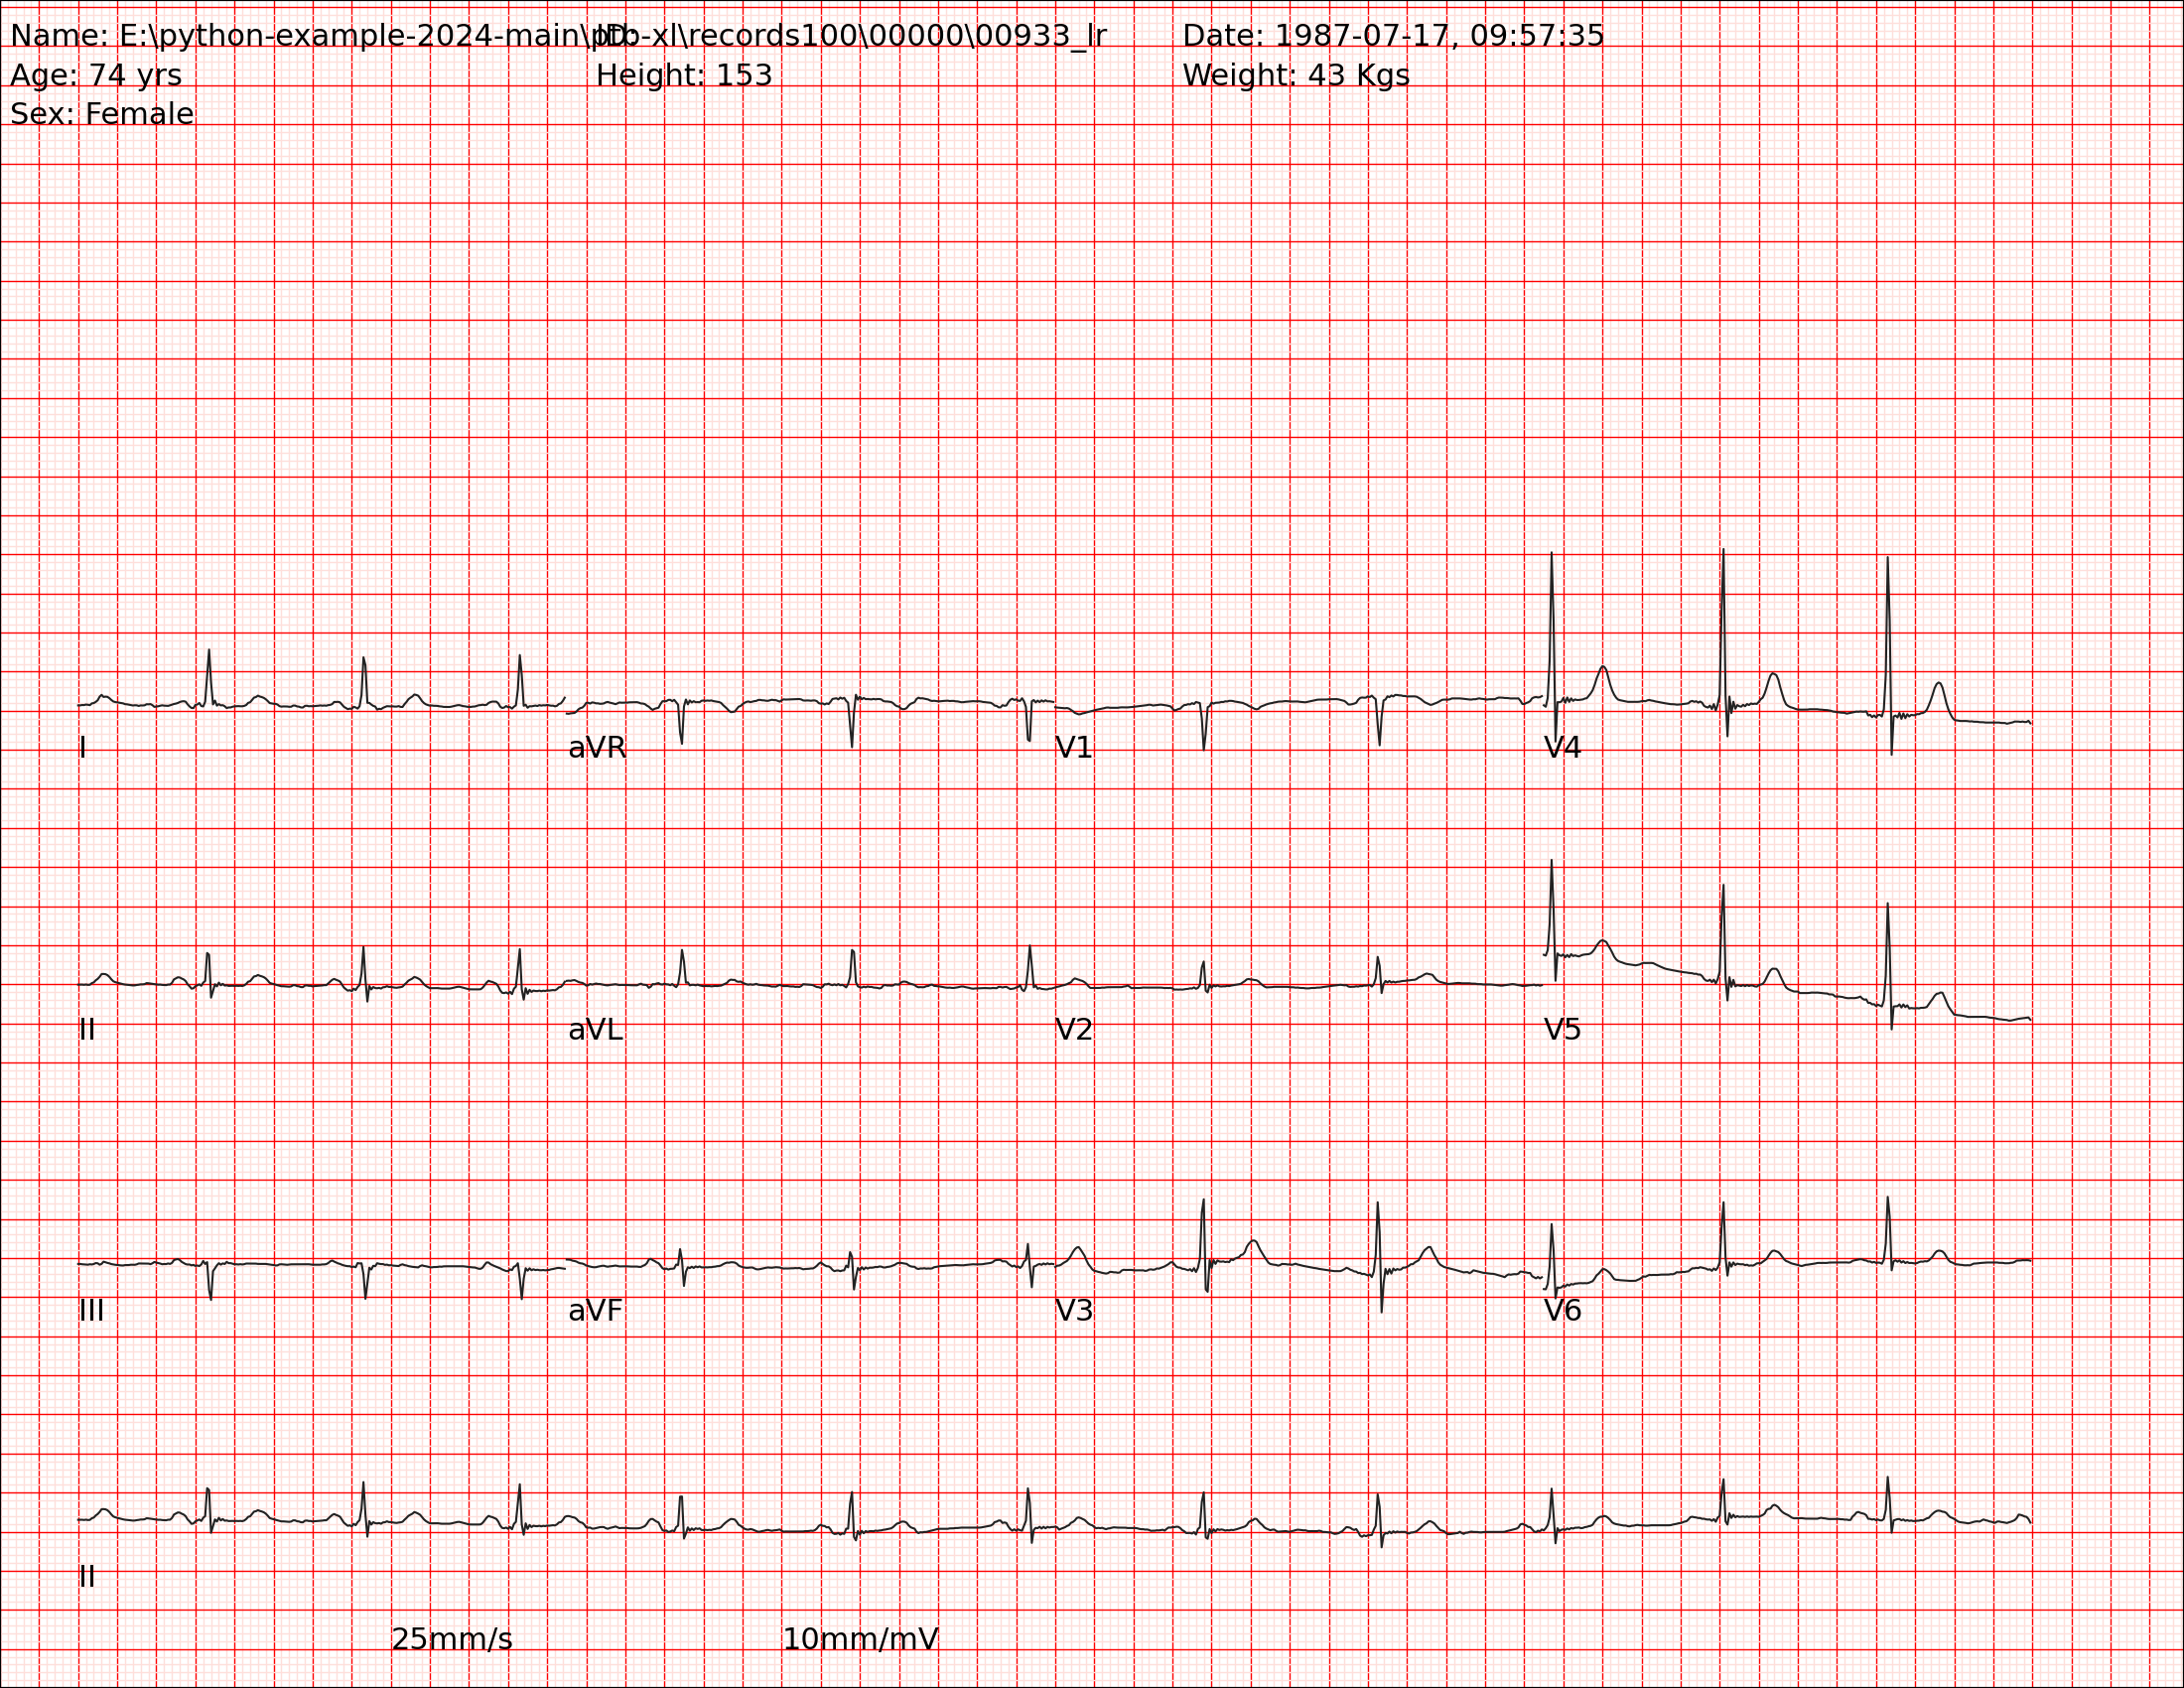 Name: E:\python-example-2024-main\ptb-xl\records100\00000\00933_lr ID: Date: 1987-07-17, 09:57:35
Age: 74 yrs Height: 153 Weight: 43 Kgs
Sex: Female
I aVR V1 V4
II aVL V2 V5
III aVF V3 V6
II
25mm/s 10mm/mV